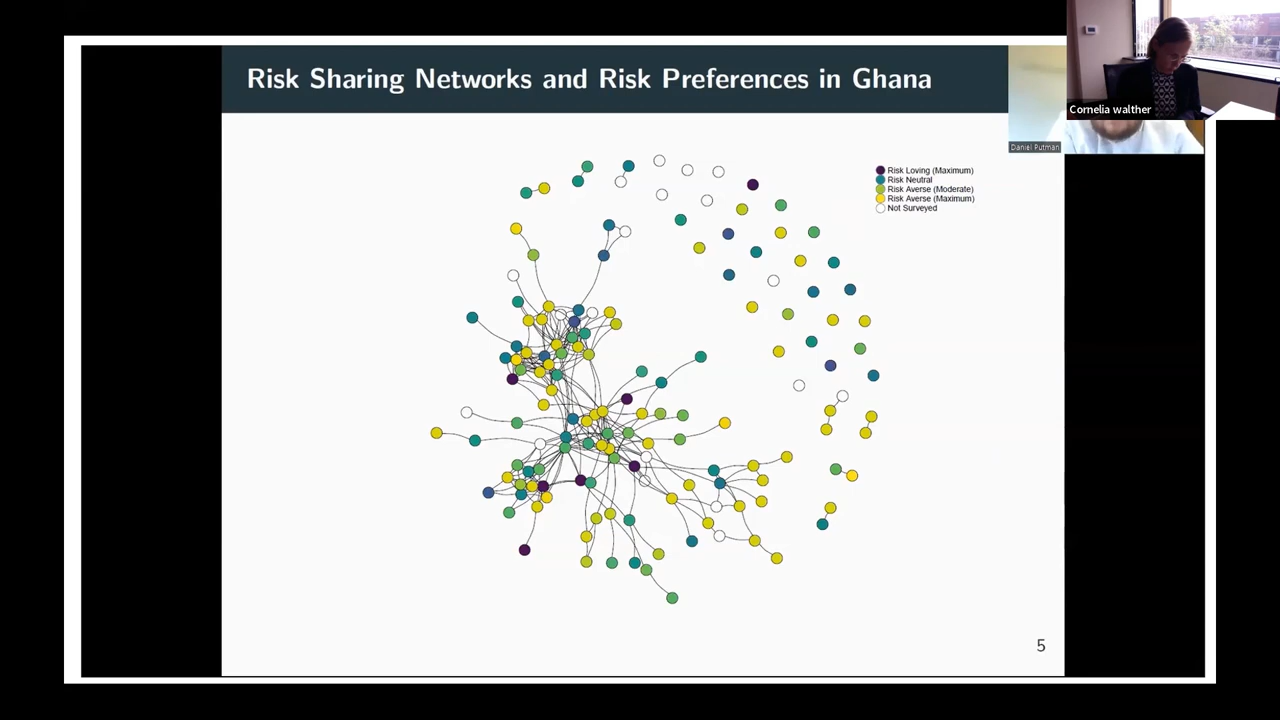 Risk Sharing Networks and Risk Preferences in Ghana
Cornelia walther
Daniel Putman
Risk Loving (Maximum)
Risk Neutral
Risk Averse (Moderate)
Risk Averse (Maximum)
Not Surveyed
5